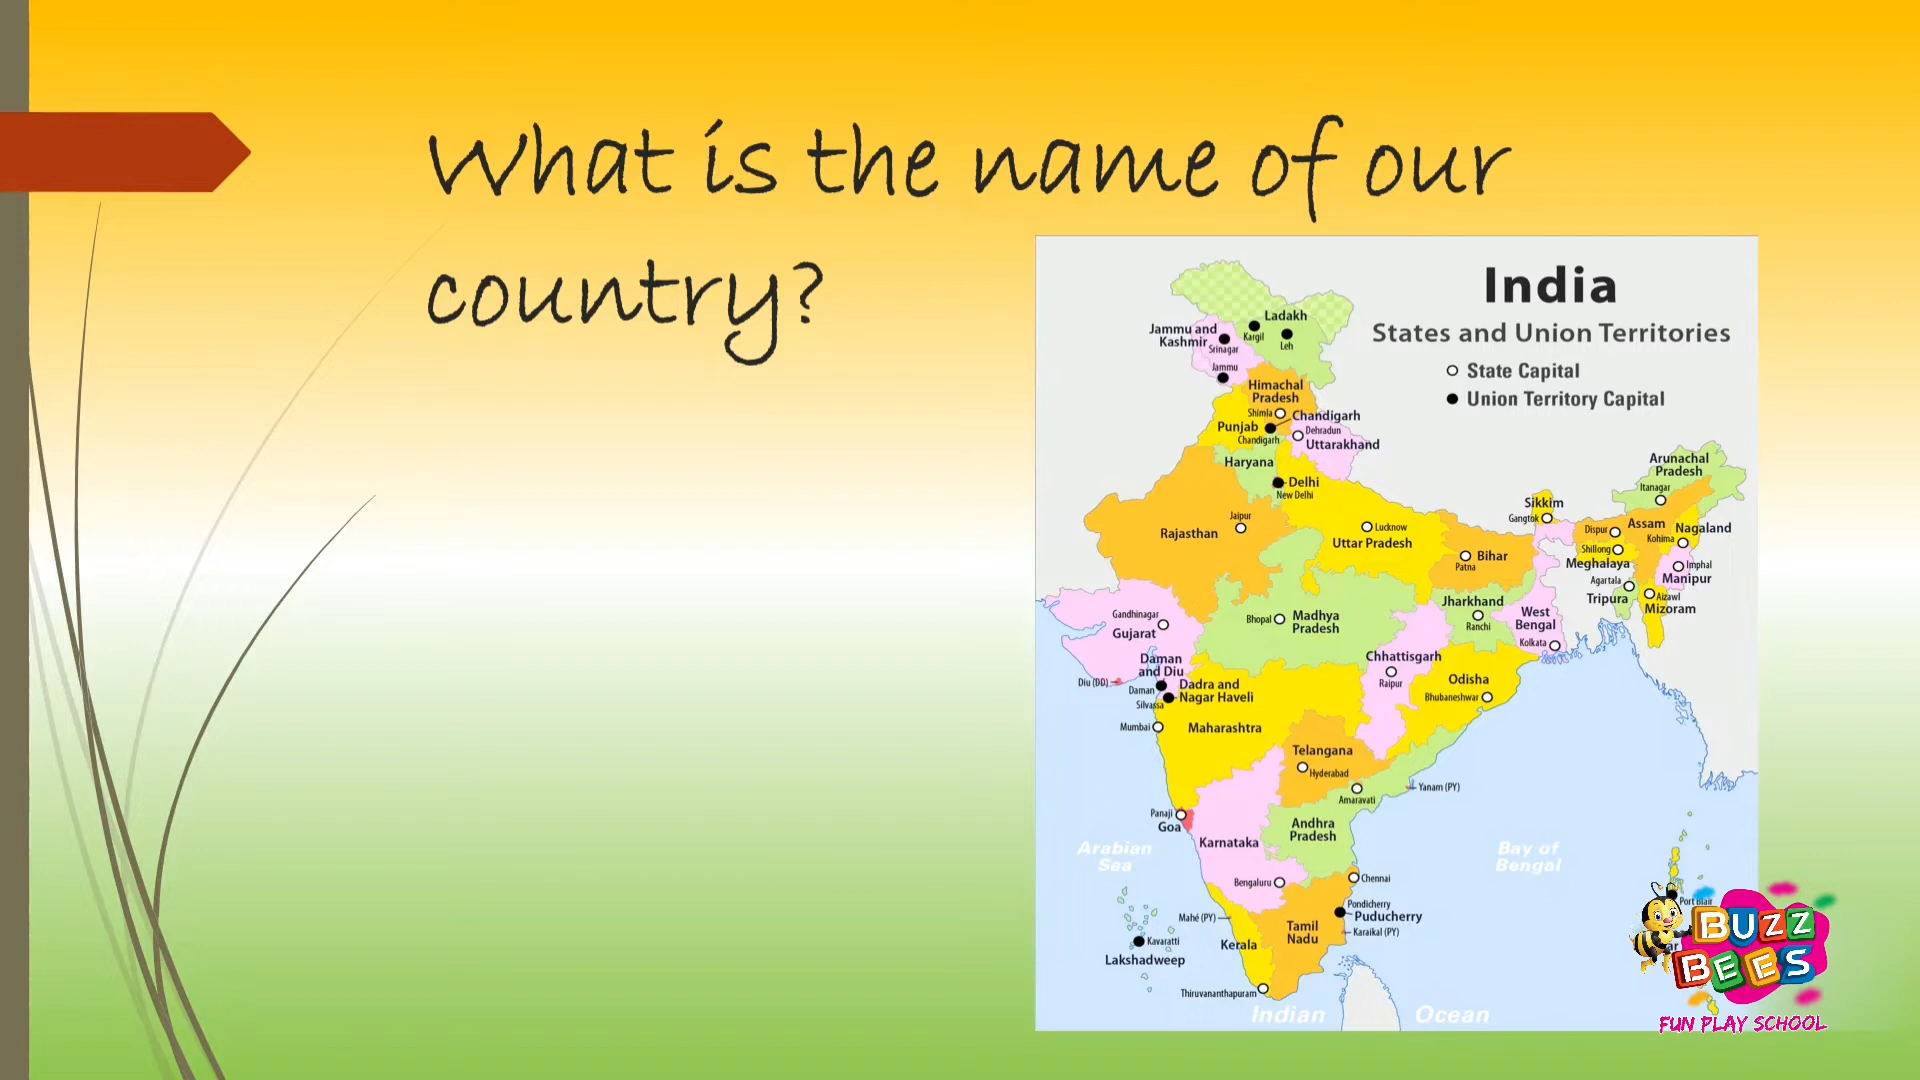 What is the name of our
country?
India
States and Union Territories
State Capital
Union Territory Capital
Ladakh
Jammu and
Kashmir
Kargil
Leh
Srinagar
Jammu
Himachal
Pradesh
Shimla
Chandigarh
Punjab
Chandigarh
Dehradun
Uttarakhand
Haryana
Delhi
New Delhi
Arunachal
Pradesh
Itanagar
Sikkim
Gangtok
Dispur
Assam
Nagaland
Kohima
Shillong
Meghalaya
Imphal
Manipur
Agartala
Tripura
Aizawl
Mizoram
Jaipur
Rajasthan
Lucknow
Uttar Pradesh
Bihar
Patna
Gandhinagar
Gujarat
Bhopal
Madhya
Pradesh
Jharkhand
Ranchi
West
Bengal
Kolkata
Daman
and Diu
Diu (DD)
Daman
Dadra and
Nagar Haveli
Silvassa
Chhattisgarh
Raipur
Odisha
Bhubaneshwar
Mumbai
Maharashtra
Telangana
Hyderabad
Amaravati
Yanam (PY)
Panaji
Goa
Karnataka
Andhra
Pradesh
Arabian
Sea
Bay of
Bengal
Bengaluru
Chennai
Mahé (PY)
Pondicherry
Puducherry
Karaikal (PY)
Tamil
Nadu
Kerala
Kavaratti
Lakshadweep
Thiruvananthapuram
Indian Ocean
Port Blair
BUZZ
BEES
FUN PLAY SCHOOL